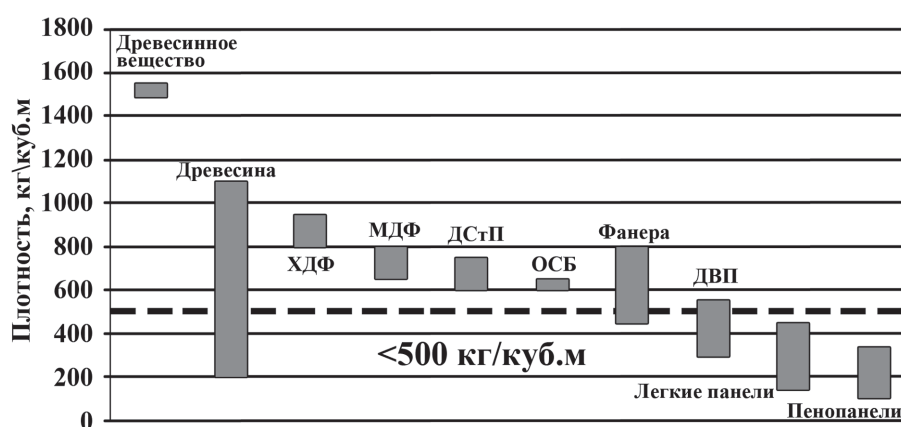 Плотность, кг\куб.м
1800
1600
1400
1200
1000
800
600
400
200
0
Древесинное
вещество
Древесина
ХДФ
МДФ
ДСтП
ОСБ
Фанера
ДВП
Легкие панели
Пенопанели
<500 кг/куб.м